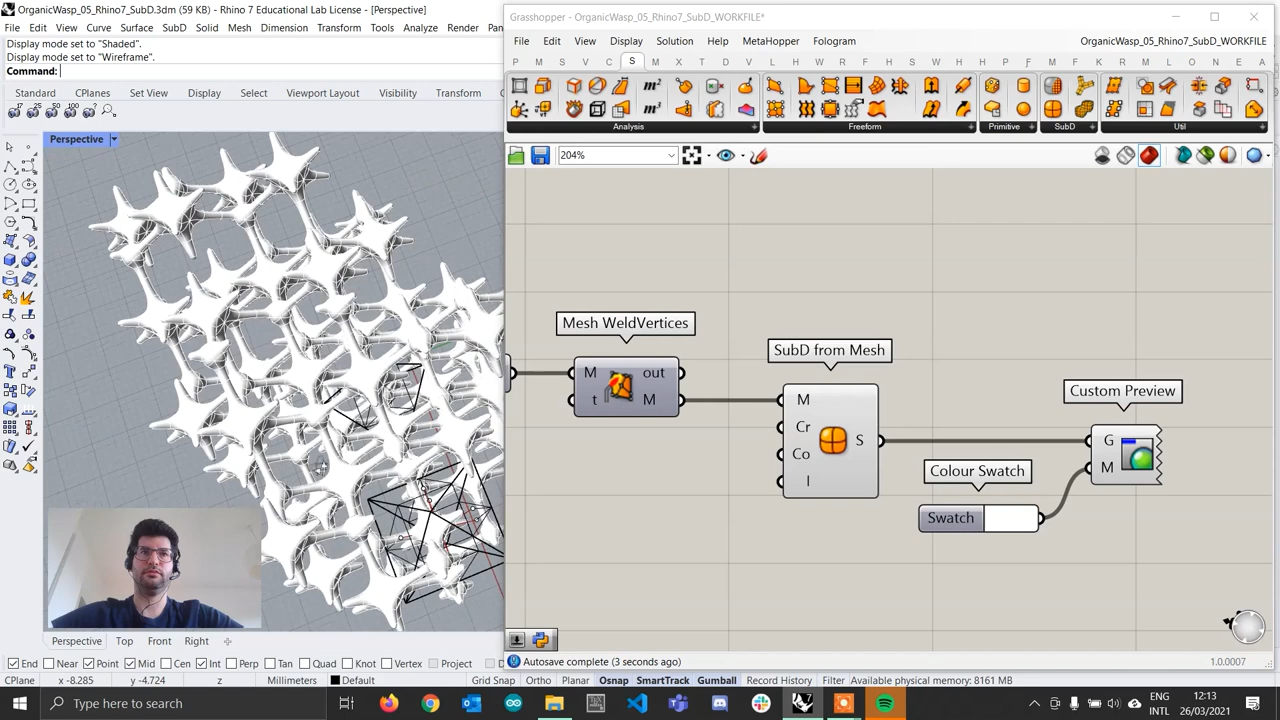 OrganicWasp_05_Rhino7_SubD.3dm (59 KB) - Rhino 7 Educational Lab License - [Perspective]
File Edit View Curve Surface SubD Solid Mesh Dimension Transform Tools Analyze Render Pan
Display mode set to "Shaded".
Display mode set to "Wireframe".
Command:
Standard CPlanes Set View Display Select Viewport Layout Visibility Transform
Perspective
Grasshopper - OrganicWasp_05_Rhino7_SubD_WORKFILE*
File Edit View Display Solution Help MetaHopper Fologram OrganicWasp_05_Rhino7_SubD_WORKFILE
P M S V C S M I X T D V K L H B F H S N D K M F G E A
m² m³
Analysis Freeform Primitive SubD Util
204%
Mesh WeldVertices
M out
t M
SubD from Mesh
M
Cr
Co
I
S
Custom Preview
G
M
Colour Swatch
Swatch
Autosave complete (3 seconds ago) 1.0.0007
Perspective Top Front Right
End Near Point Mid Cen Int Perp Tan Quad Knot Vertex Project
CPlane x -8.285 y -4.724 z Millimeters Default Grid Snap Ortho Planar Osnap SmartTrack Gumball Record History Filter Available physical memory: 8161 MB
Type here to search
ENG
INTL
12:13
26/03/2021